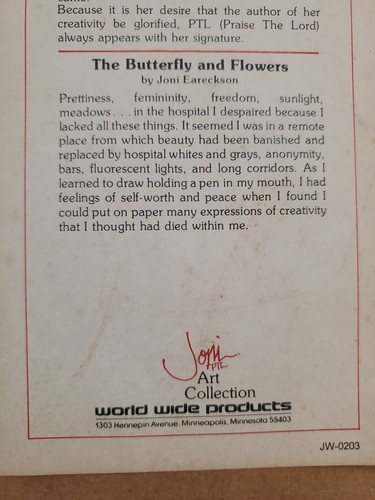 Because it is her desire that the author of her
creativity be glorified, PTL (Praise The Lord)
always appears with her signature.
The Butterfly and Flowers
by Joni Eareckson
Prettiness, femininity, freedom, sunlight,
meadows . . . in the hospital I despaired because I
lacked all these things. It seemed I was in a remote
place from which beauty had been banished and
replaced by hospital whites and grays, anonymity,
bars, fluorescent lights, and long corridors. As I
learned to draw holding a pen in my mouth, I had
feelings of self-worth and peace when I found I
could put on paper many expressions of creativity
that I thought had died within me.
Joni
PTL
Art
Collection
world wide products
1303 Hennepin Avenue, Minneapolis, Minnesota 55403
JW-0203